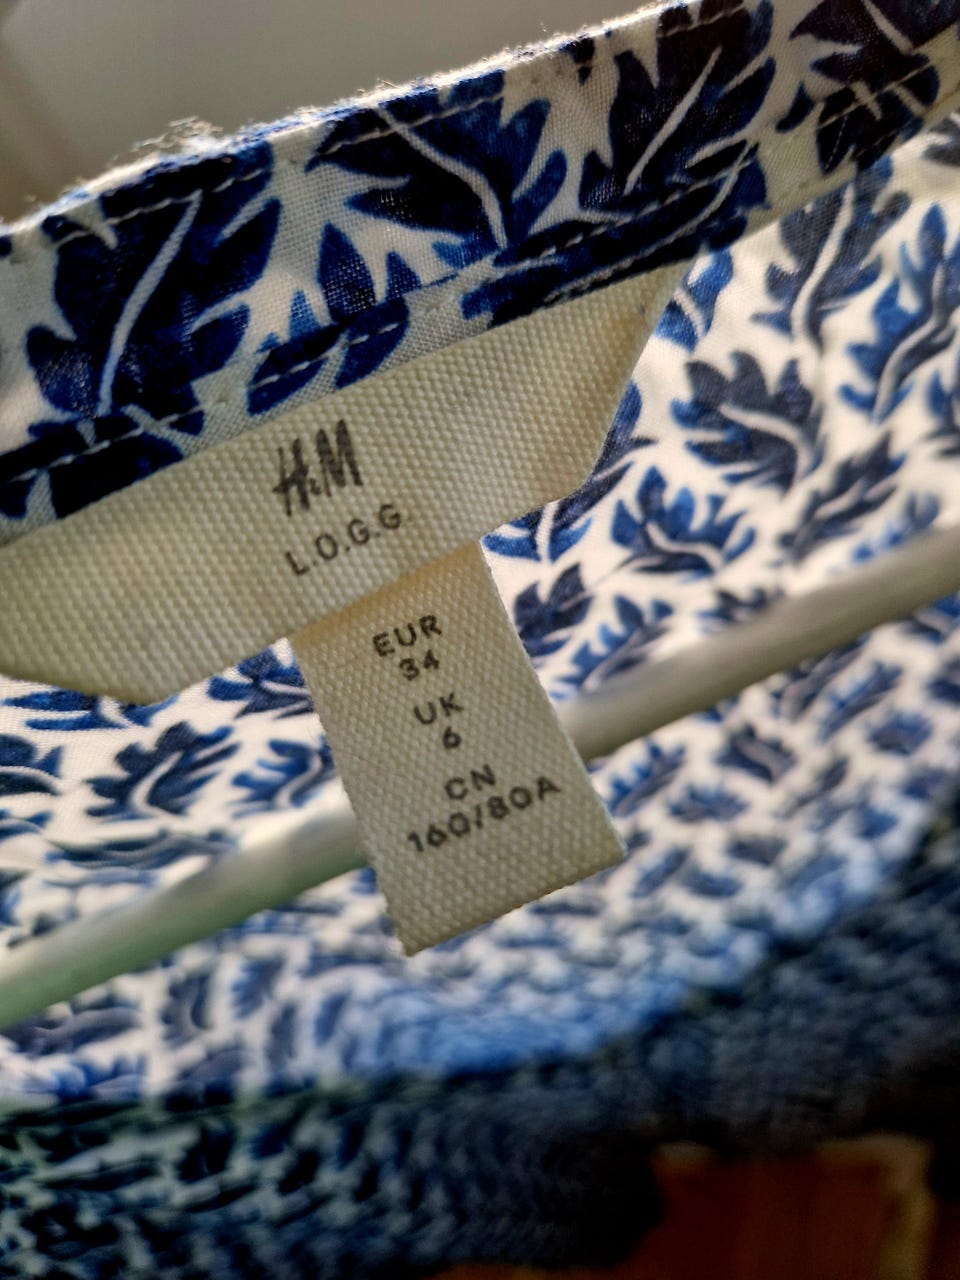 H&M
L.O.G.G.
EUR
34
UK
6
CN
160/80A